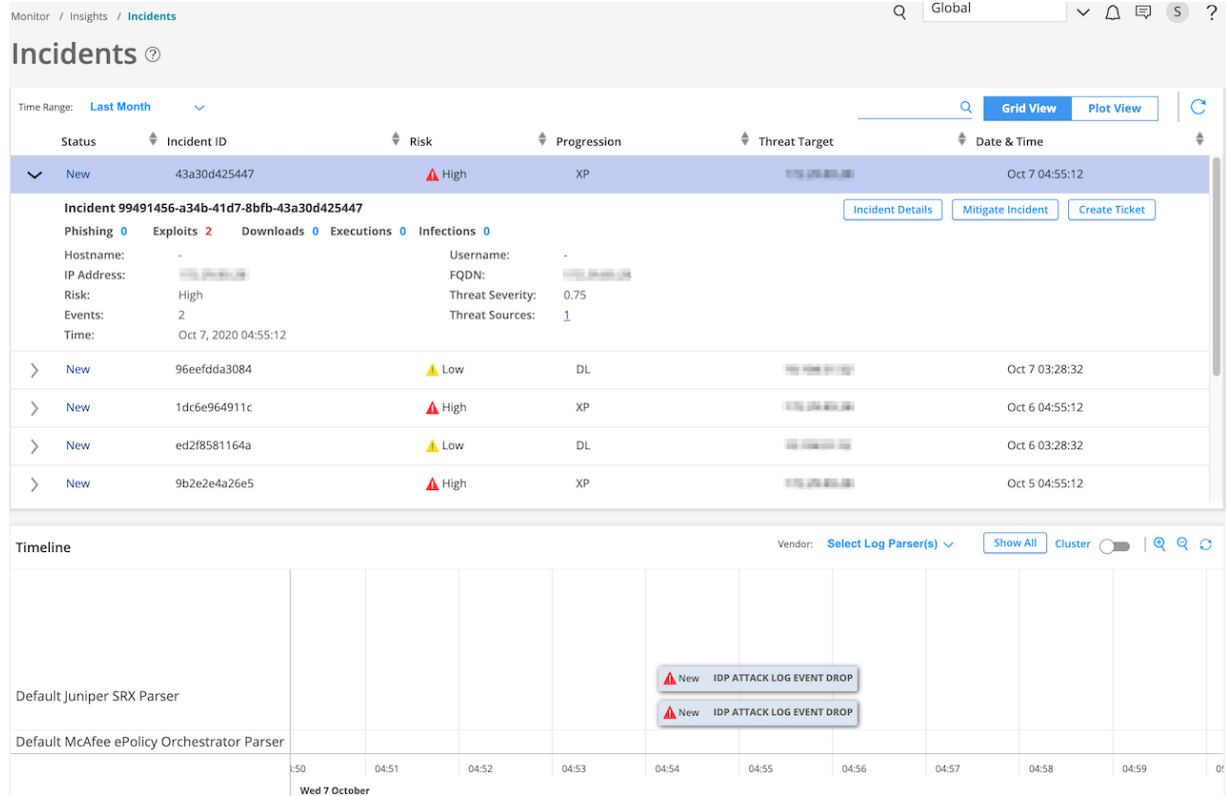 Monitor / Insights / Incidents
Global
S ?
Incidents ?
Time Range: Last Month
Grid View Plot View
Status Incident ID Risk Progression Threat Target Date & Time
New 43a30d425447 High XP Oct 7 04:55:12
Incident 99491456-a34b-41d7-8bfb-43a30d425447 Incident Details Mitigate Incident Create Ticket
Phishing 0 Exploits 2 Downloads 0 Executions 0 Infections 0
Hostname: - Username: -
IP Address: FQDN:
Risk: High Threat Severity: 0.75
Events: 2 Threat Sources: 1
Time: Oct 7, 2020 04:55:12
New 96eefdda3084 Low DL Oct 7 03:28:32
New 1dc6e964911c High XP Oct 6 04:55:12
New ed2f8581164a Low DL Oct 6 03:28:32
New 9b2e2e4a26e5 High XP Oct 5 04:55:12
Timeline Vendor: Select Log Parser(s) Show All Cluster
New IDP ATTACK LOG EVENT DROP
Default Juniper SRX Parser
New IDP ATTACK LOG EVENT DROP
Default McAfee ePolicy Orchestrator Parser
:50 04:51 04:52 04:53 04:54 04:55 04:56 04:57 04:58 04:59
Wed 7 October